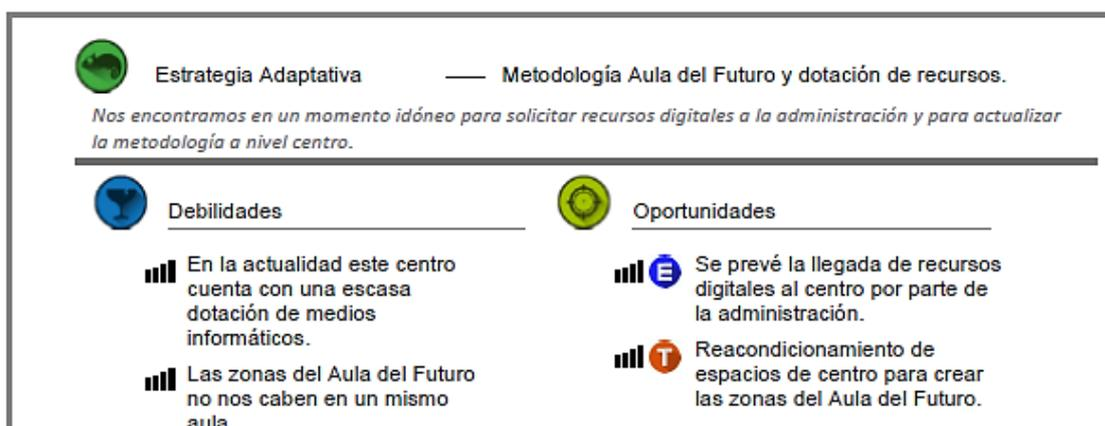 Estrategia Adaptativa — Metodología Aula del Futuro y dotación de recursos.
Nos encontramos en un momento idóneo para solicitar recursos digitales a la administración y para actualizar
la metodología a nivel centro.
Debilidades
En la actualidad este centro
cuenta con una escasa
dotación de medios
informáticos.
Las zonas del Aula del Futuro
no nos caben en un mismo
aula
Oportunidades
E Se prevé la llegada de recursos
digitales al centro por parte de
la administración.
T Reacondicionamiento de
espacios de centro para crear
las zonas del Aula del Futuro.